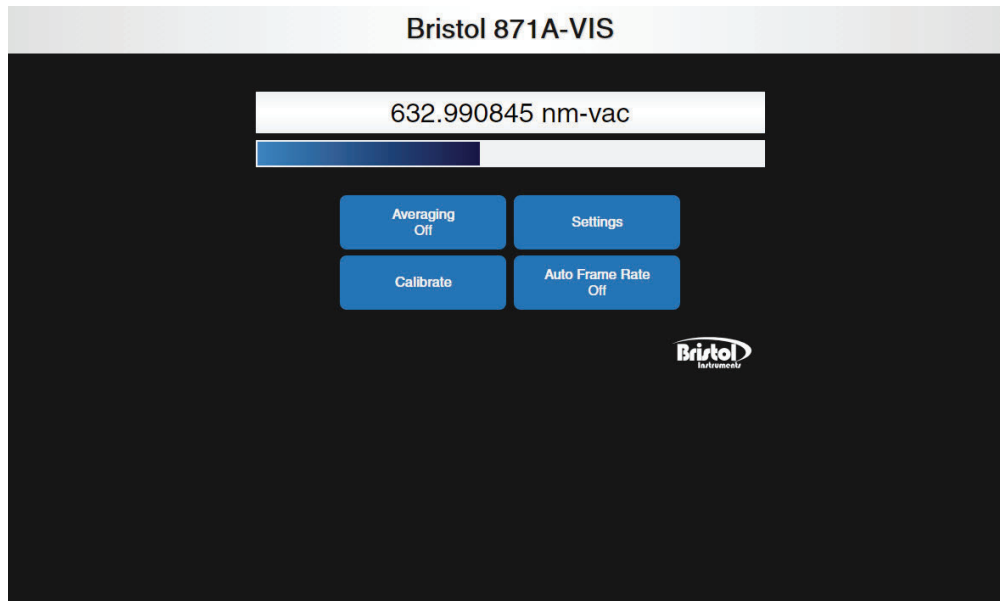 Bristol 871A-VIS
632.990845 nm-vac
Averaging
Off
Settings
Calibrate
Auto Frame Rate
Off
Bristol
Instruments